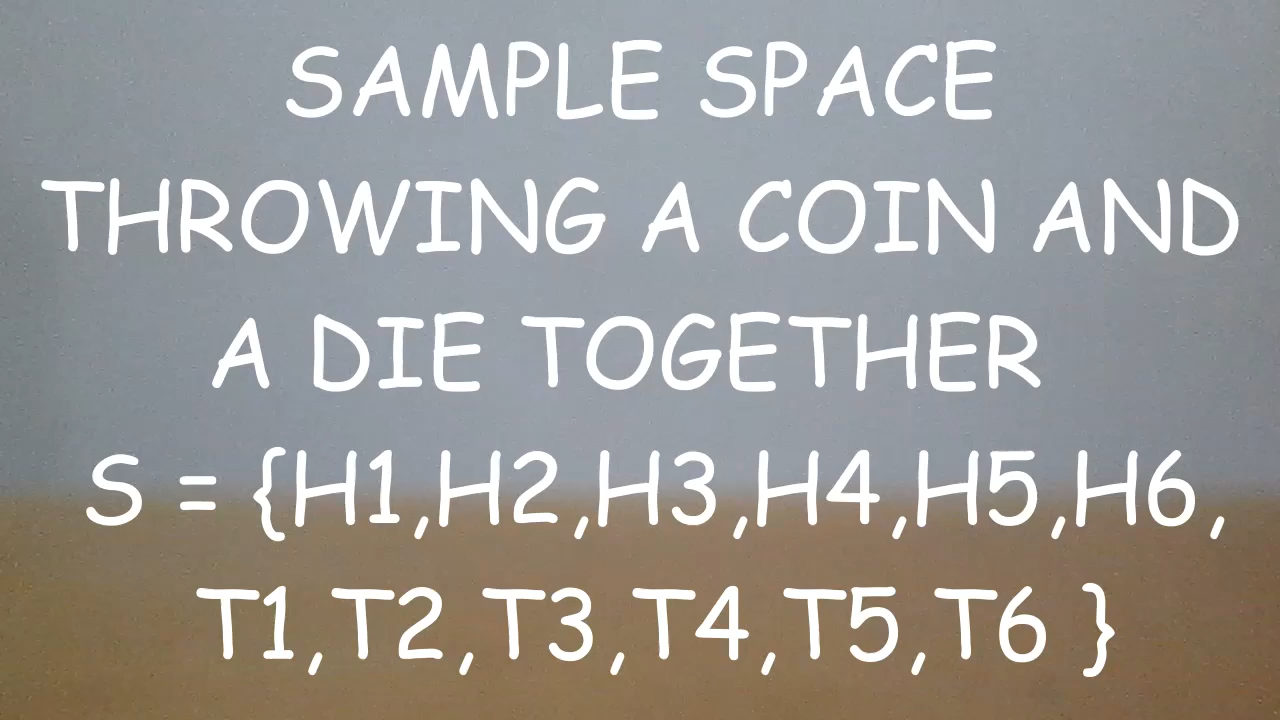 SAMPLE SPACE
THROWING A COIN AND
A DIE TOGETHER
S = {H1,H2,H3,H4,H5,H6,
T1,T2,T3,T4,T5,T6 }